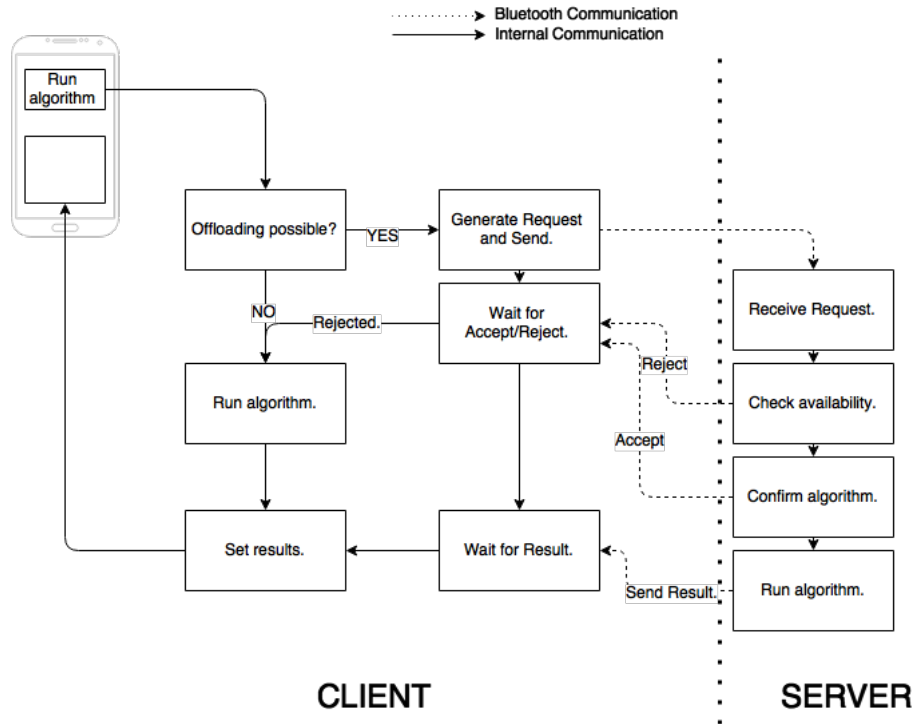 Bluetooth Communication
Internal Communication
Run
algorithm
Offloading possible?
YES
Generate Request
and Send.
NO
Rejected.
Wait for
Accept/Reject.
Receive Request.
Reject
Run algorithm.
Check availability.
Accept
Confirm algorithm.
Set results.
Wait for Result.
Send Result.
Run algorithm.
CLIENT
SERVER